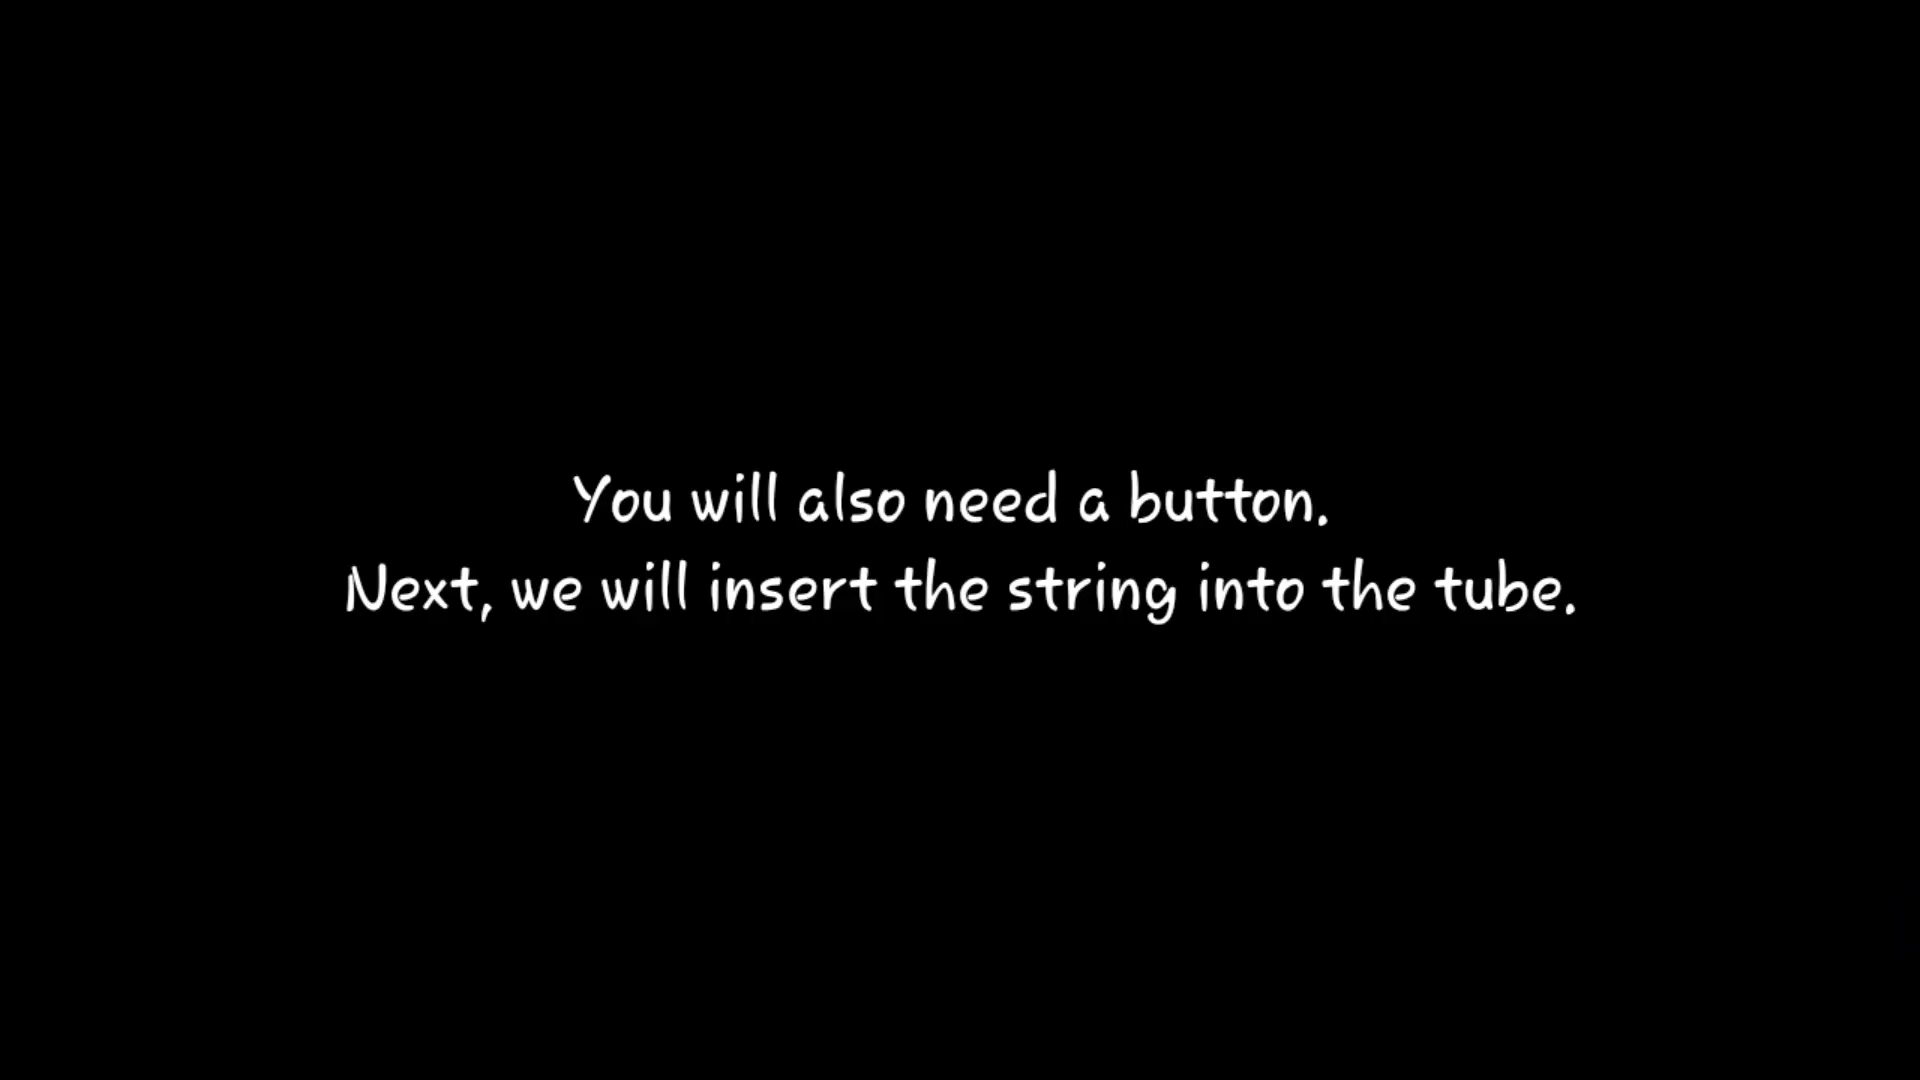 You will also need a button.
Next, we will insert the string into the tube.